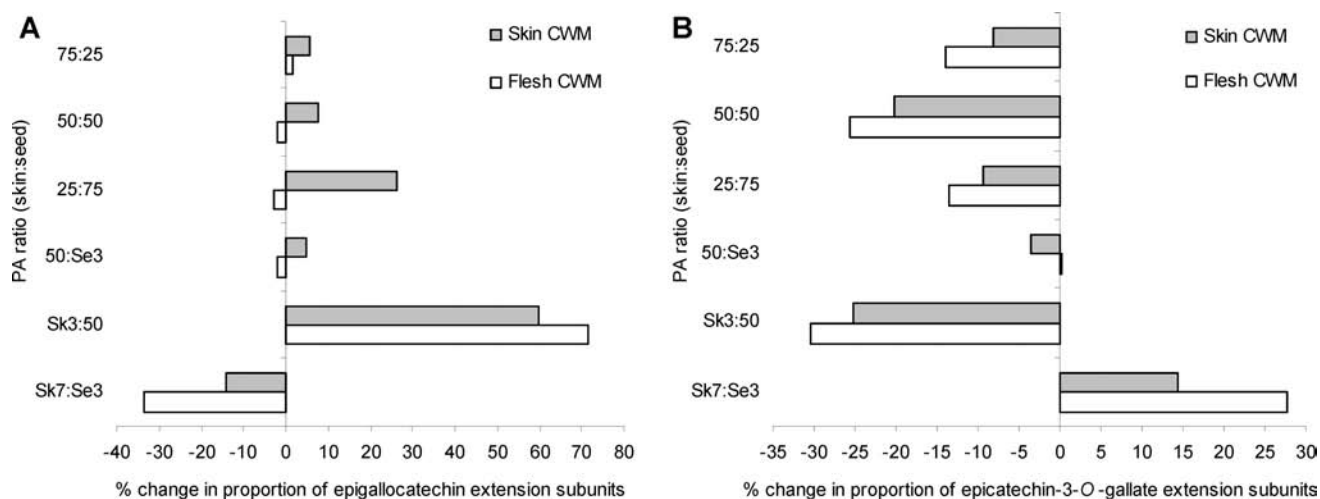 A
Skin CWM
Flesh CWM
PA ratio (skin:seed)
75:25
50:50
25:75
50:Se3
Sk3:50
Sk7:Se3
-40 -30 -20 -10 0 10 20 30 40 50 60 70 80
% change in proportion of epigallocatechin extension subunits
B
Skin CWM
Flesh CWM
PA ratio (skin:seed)
75:25
50:50
25:75
50:Se3
Sk3:50
Sk7:Se3
-35 -30 -25 -20 -15 -10 -5 0 5 10 15 20 25 30
% change in proportion of epicatechin-3-O-gallate extension subunits